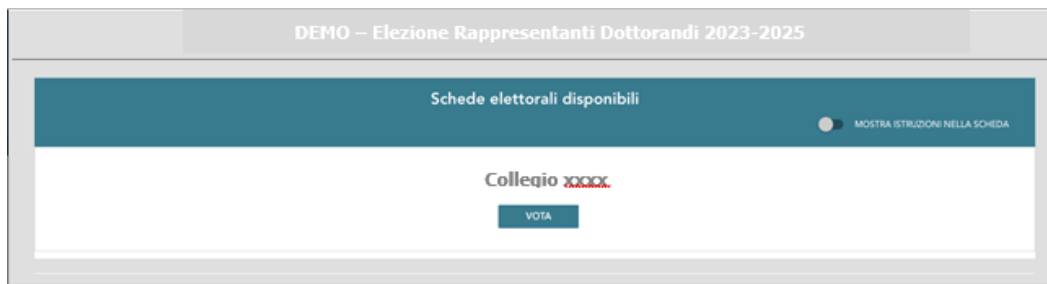 DEMO – Elezione Rappresentanti Dottorandi 2023-2025
Schede elettorali disponibili
MOSTRA ISTRUZIONI NELLA SCHEDA
Collegio xxxx
VOTA